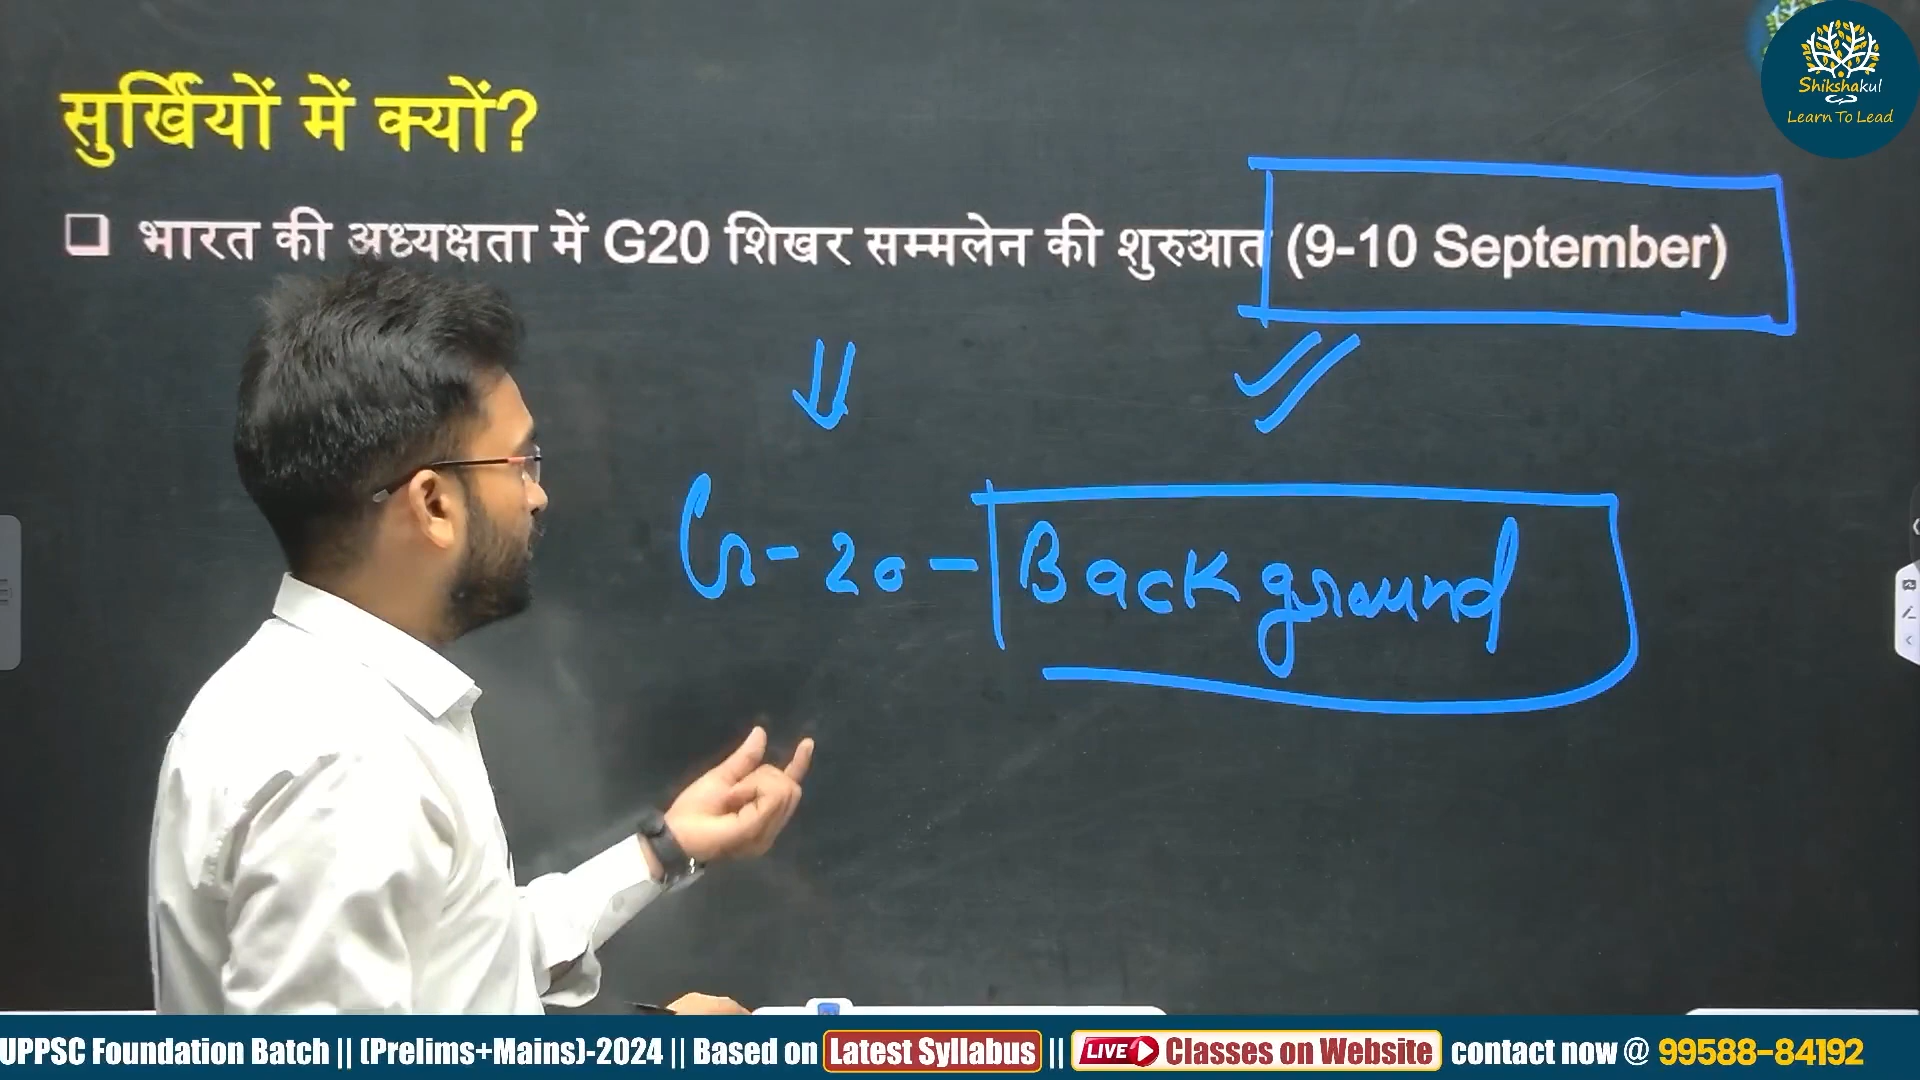 Shikshakul
Learn To Lead
सुर्खियों में क्यों?
❑ भारत की अध्यक्षता में G20 शिखर सम्मलेन की शुरुआत (9-10 September)
G-20-Background
UPPSC Foundation Batch || (Prelims+Mains)-2024 || Based on Latest Syllabus || LIVE Classes on Website contact now @ 99588-84192